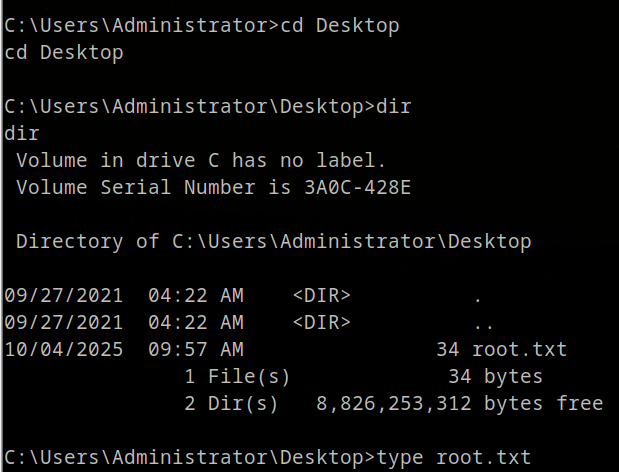 C:\Users\Administrator>cd Desktop
cd Desktop
C:\Users\Administrator\Desktop>dir
dir
 Volume in drive C has no label.
 Volume Serial Number is 3A0C-428E
 Directory of C:\Users\Administrator\Desktop
09/27/2021  04:22 AM    <DIR>          .
09/27/2021  04:22 AM    <DIR>          ..
10/04/2025  09:57 AM                34 root.txt
               1 File(s)             34 bytes
               2 Dir(s)   8,826,253,312 bytes free
C:\Users\Administrator\Desktop>type root.txt